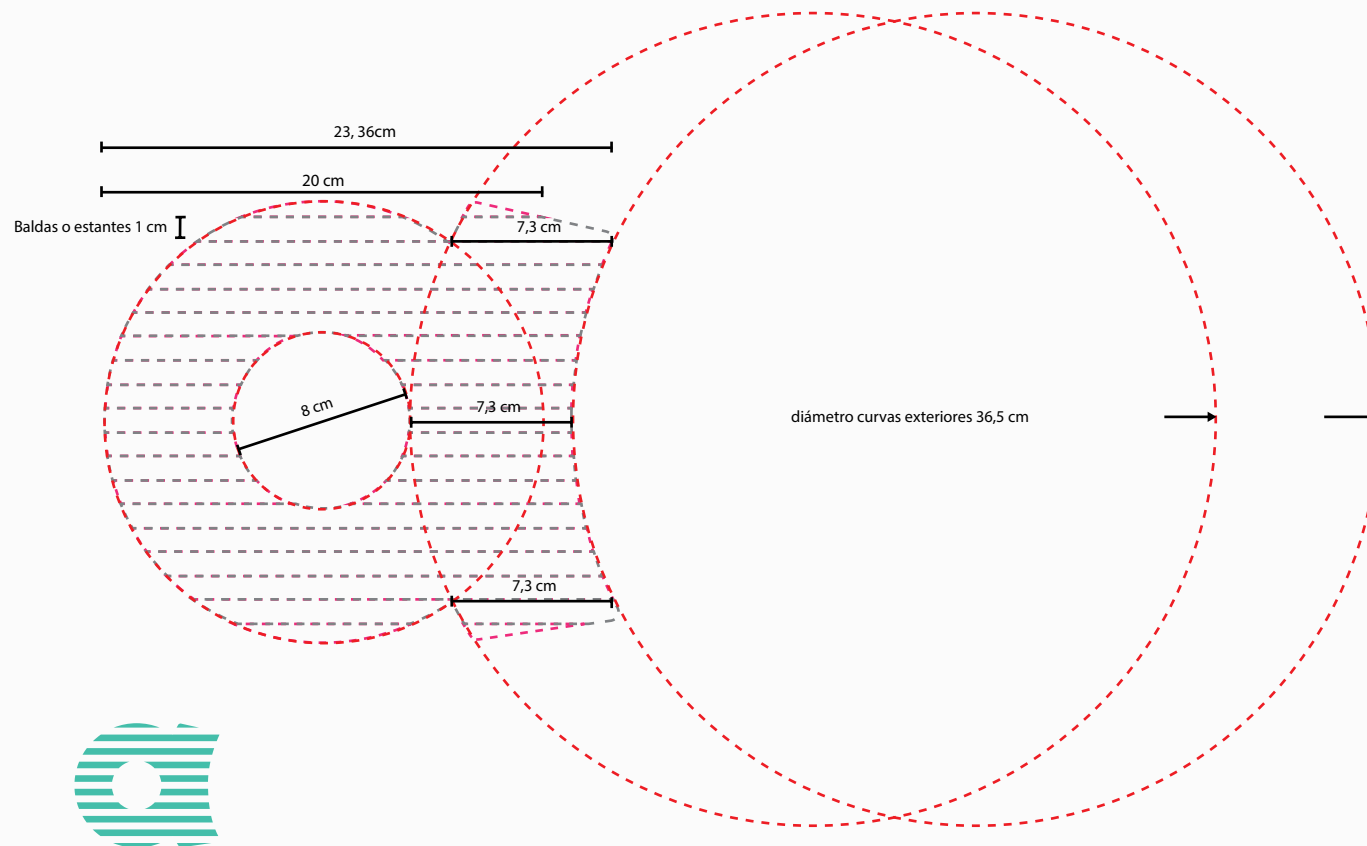 23, 36cm
20 cm
Baldas o estantes 1 cm
7,3 cm
8 cm
7,3 cm
diámetro curvas exteriores 36,5 cm
7,3 cm